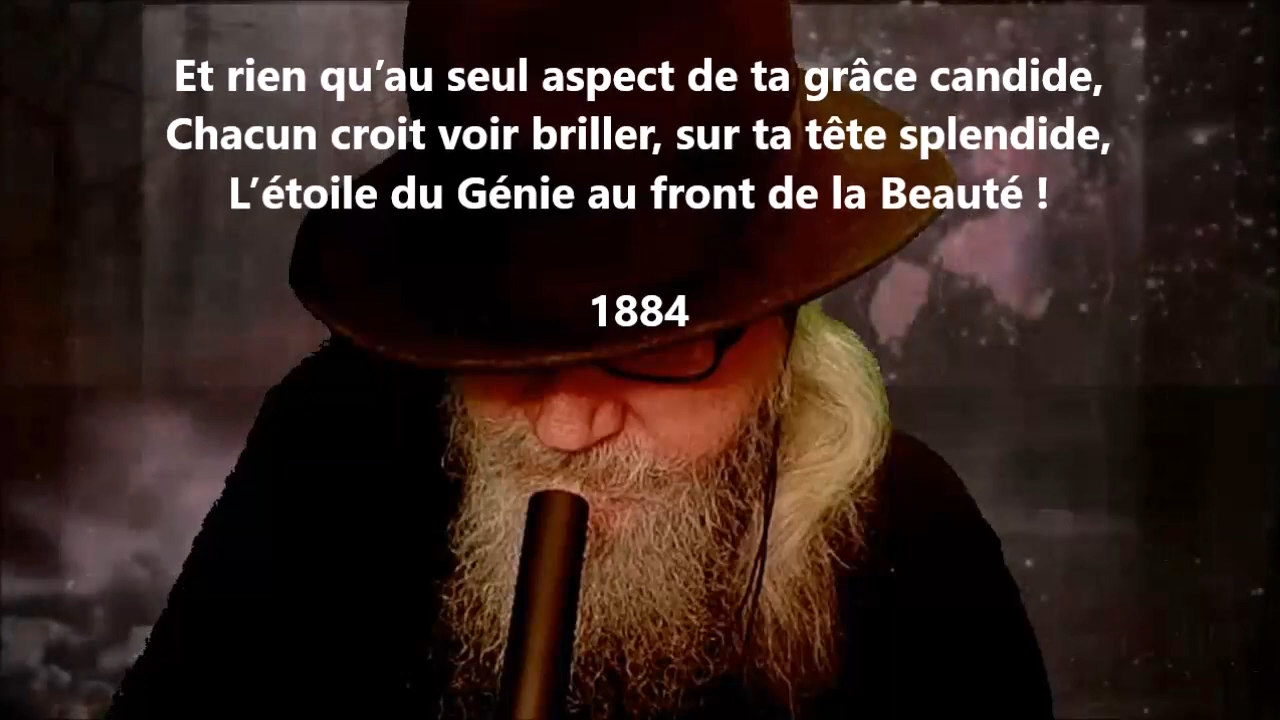 Et rien qu’au seul aspect de ta grâce candide,
Chacun croit voir briller, sur ta tête splendide,
L’étoile du Génie au front de la Beauté !
1884